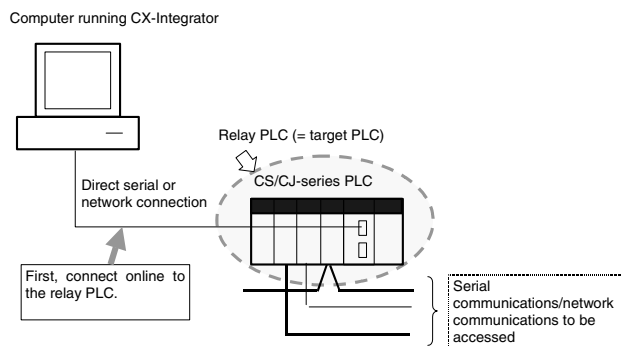 Computer running CX-Integrator
Relay PLC (= target PLC)
CS/CJ-series PLC
Direct serial or
network connection
First, connect online to
the relay PLC.
Serial
communications/network
communications to be
accessed